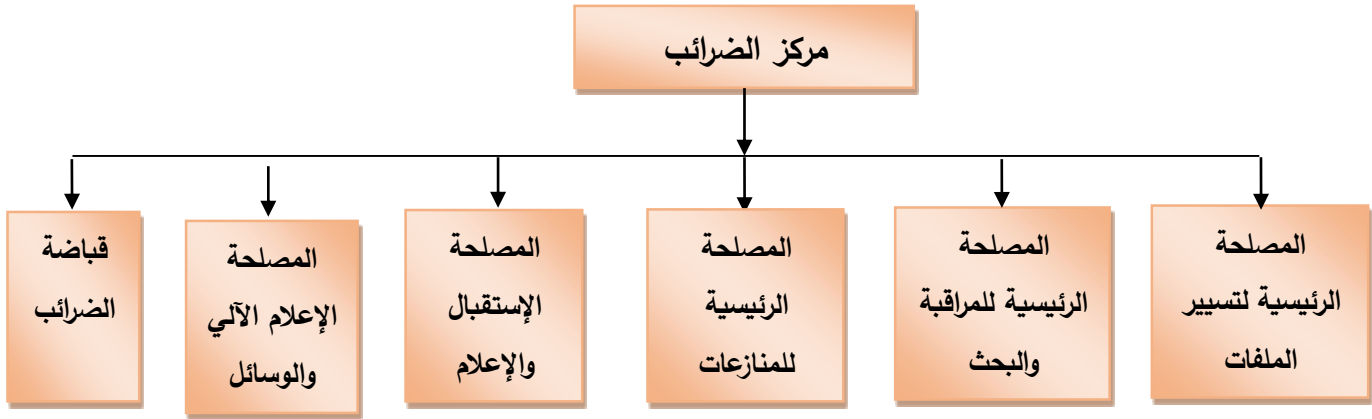 مركز الضرائب
المصلحة
الرئيسية لتسيير
الملفات
المصلحة
الرئيسية للمراقبة
والبحث
المصلحة
الرئيسية
للمنازعات
المصلحة
الإستقبال
والإعلام
المصلحة
الإعلام الآلي
والوسائل
قباضة
الضرائب